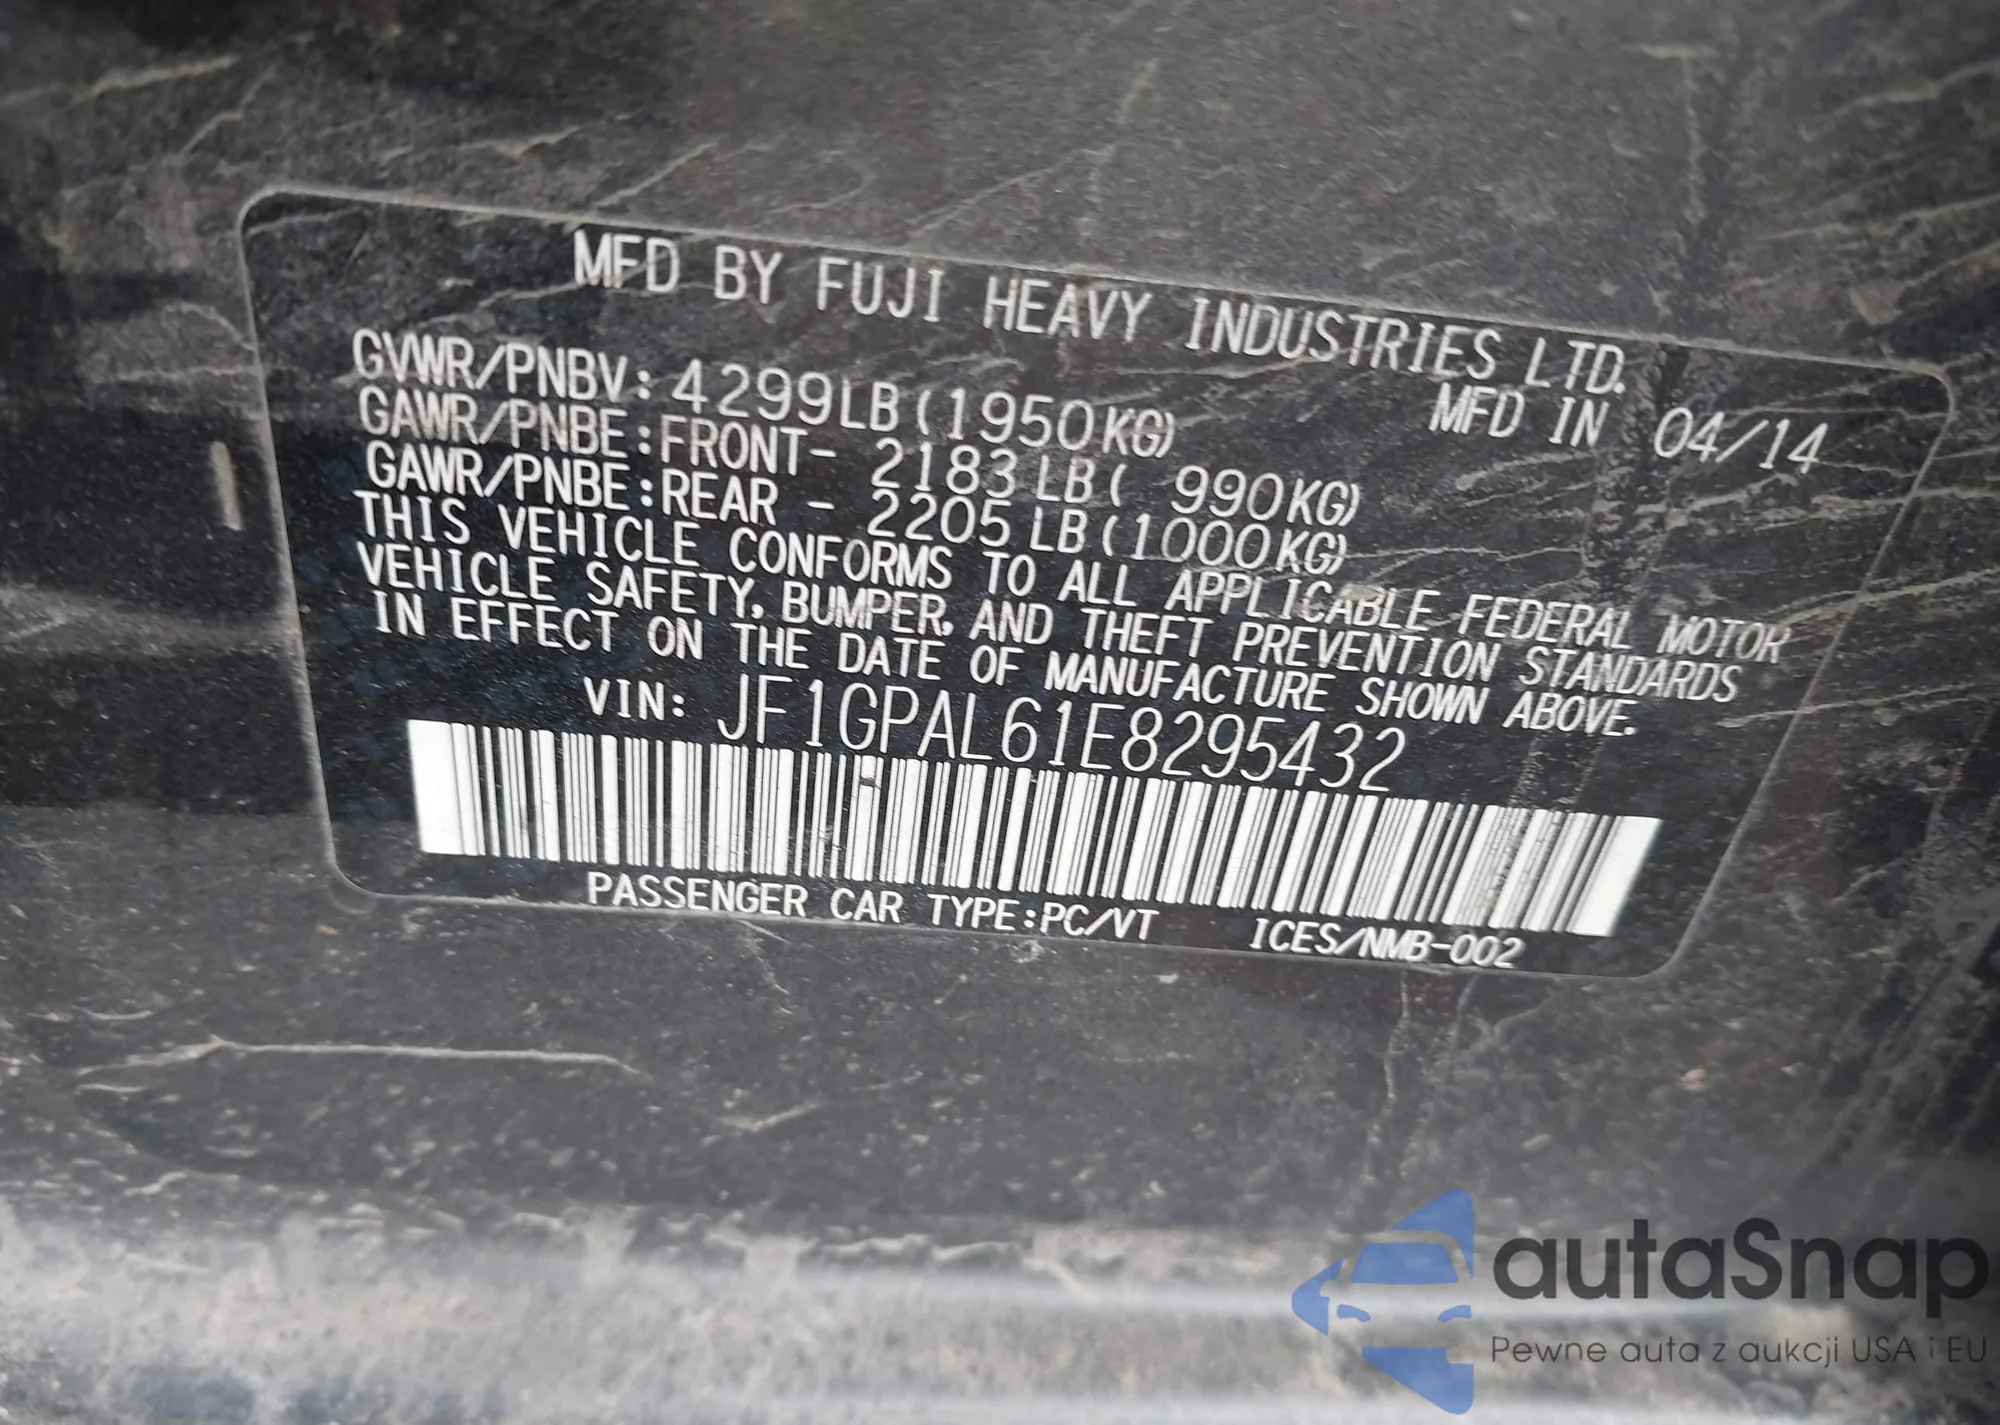 MFD BY FUJI HEAVY INDUSTRIES LTD.
GVWR/PNBV: 4299LB(1950KG) MFD IN 04/14
GAWR/PNBE:FRONT- 2183LB( 990KG)
GAWR/PNBE:REAR - 2205LB(1000KG)
THIS VEHICLE CONFORMS TO ALL APPLICABLE FEDERAL MOTOR
VEHICLE SAFETY, BUMPER, AND THEFT PREVENTION STANDARDS
IN EFFECT ON THE DATE OF MANUFACTURE SHOWN ABOVE.
VIN: JF1GPAL61E8295432
PASSENGER CAR TYPE:PC/VT ICES/NMB-002
autaSnap
Pewne auta z aukcji USA i EU